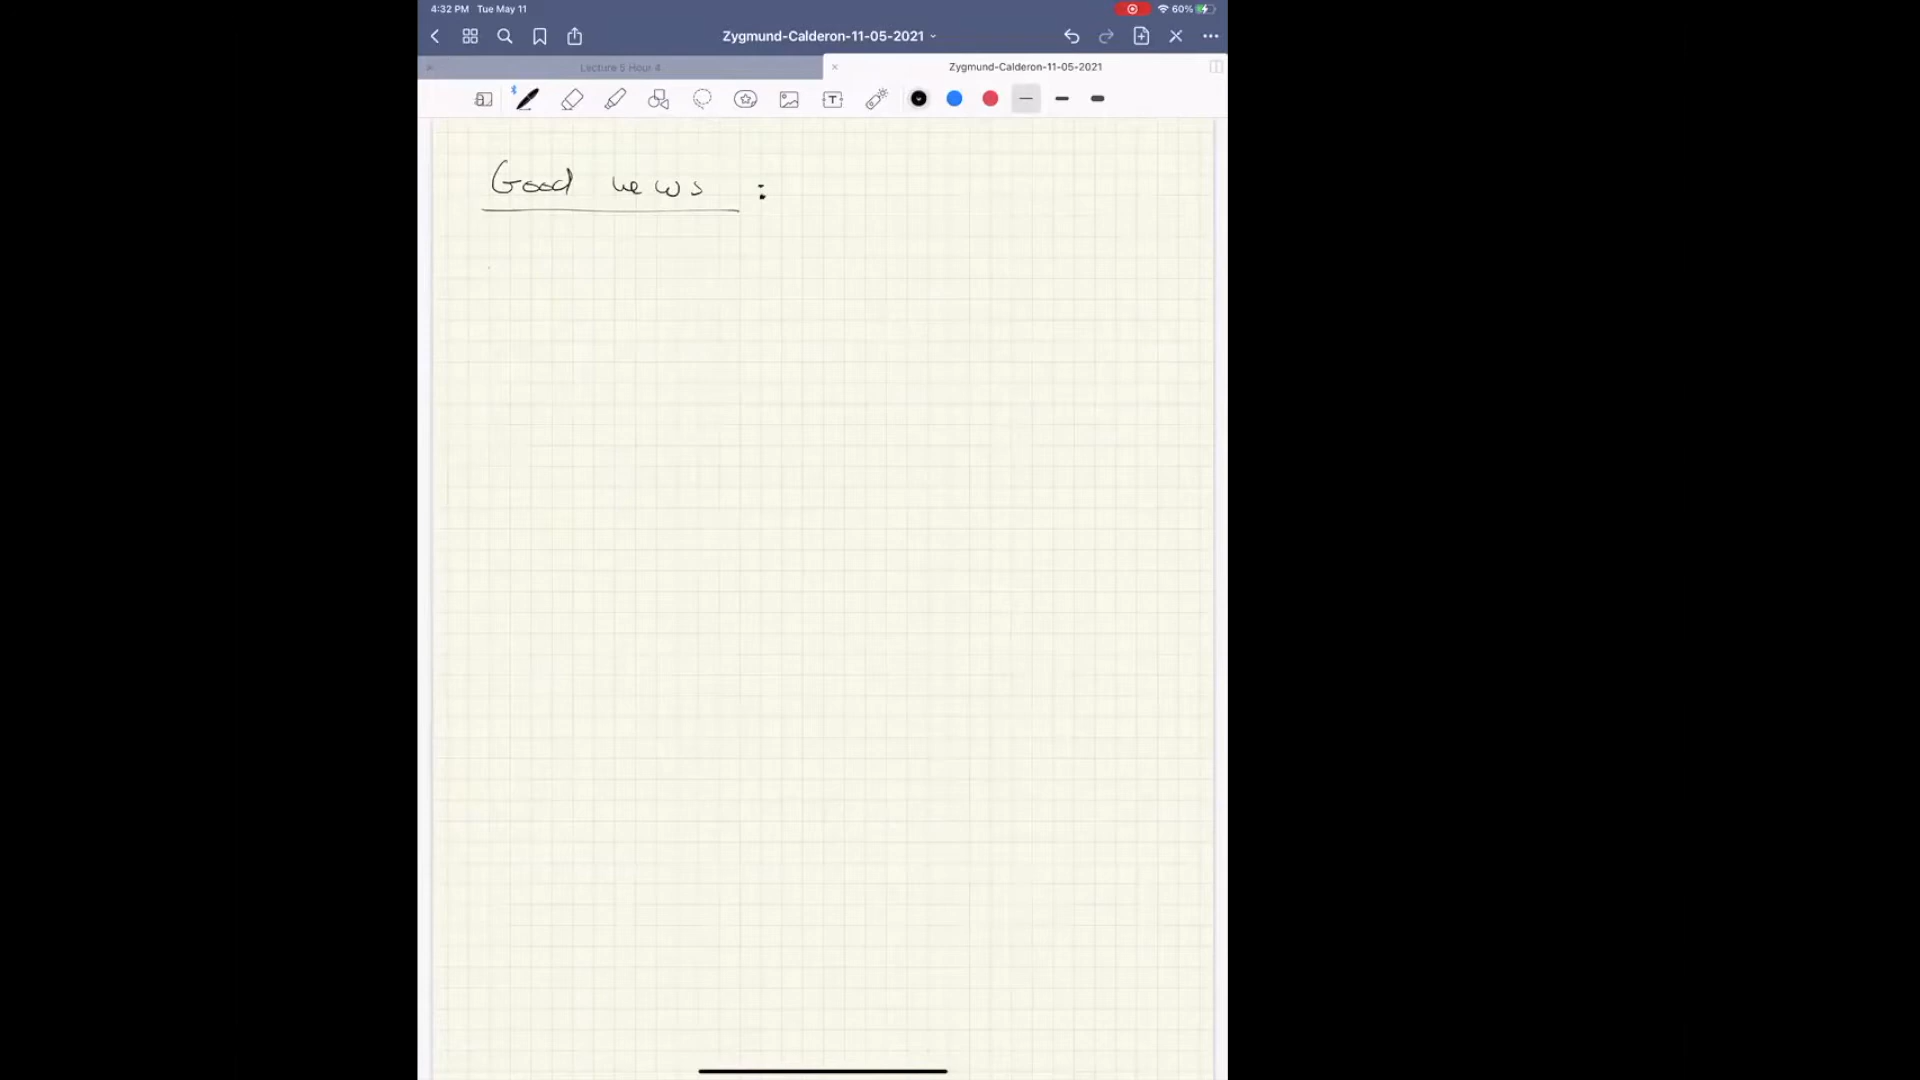 4:32 PM Tue May 11
60%
Zygmund-Calderon-11-05-2021
Lecture 5 Hour 4
Zygmund-Calderon-11-05-2021
T
Good news :